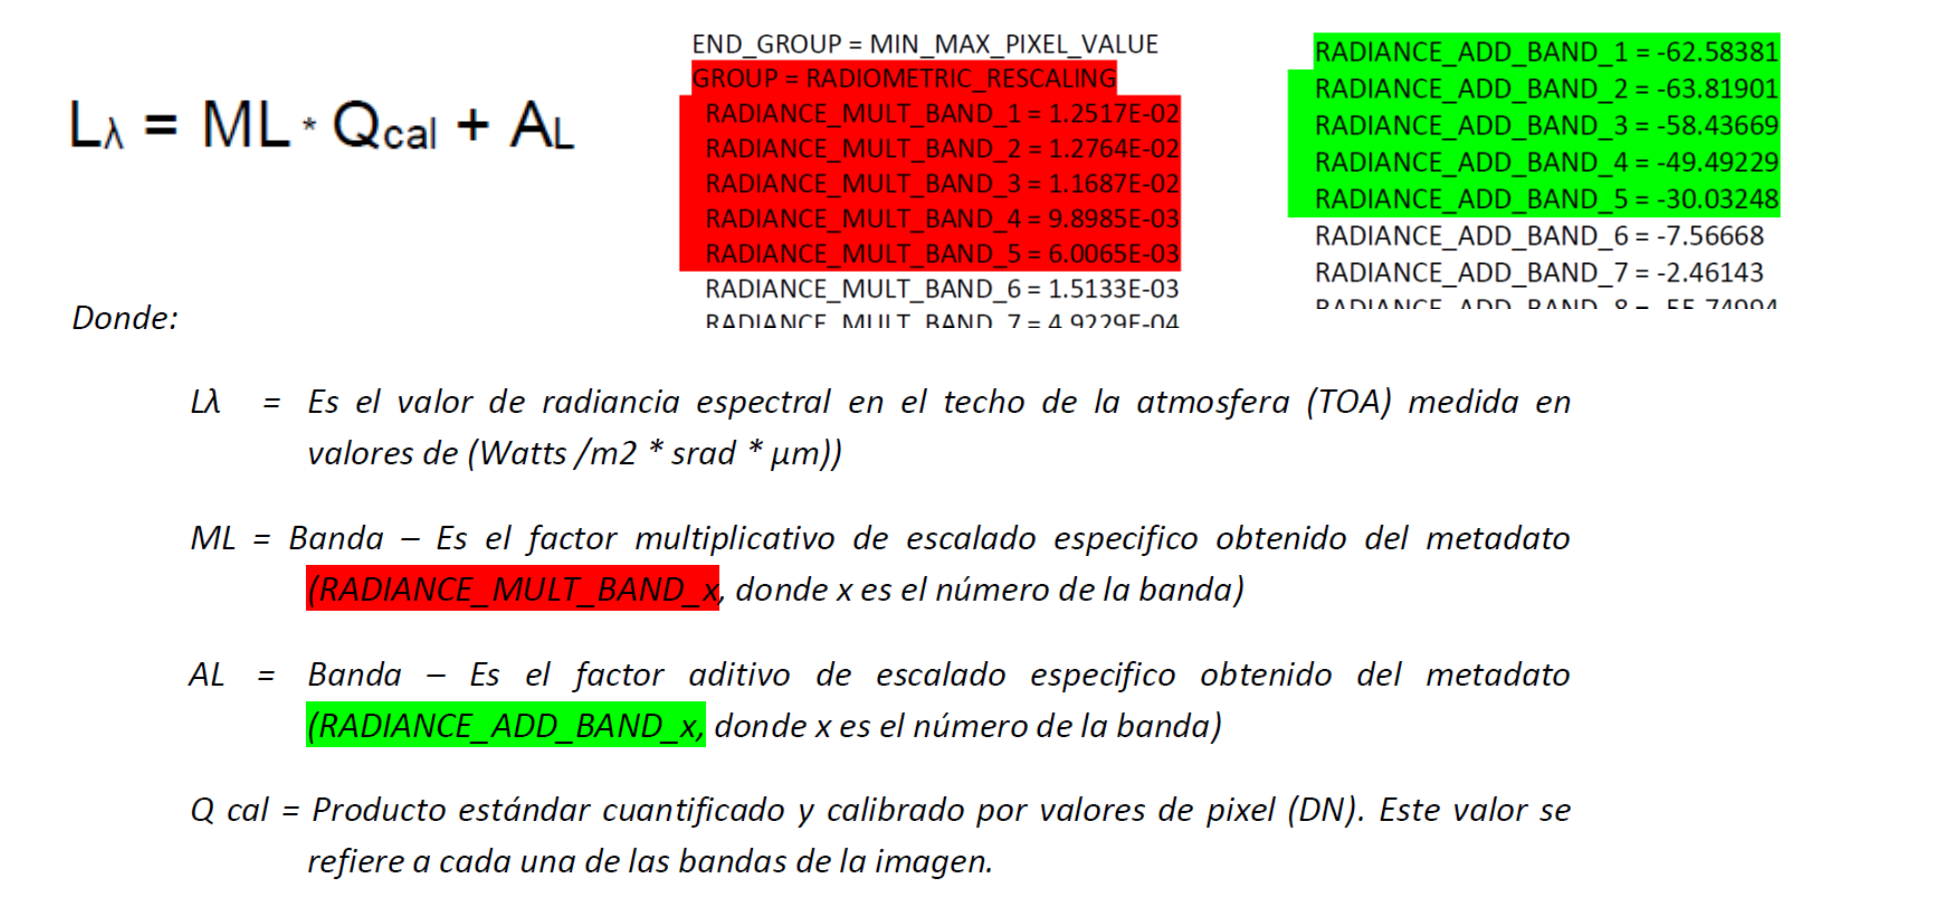 Lλ = ML * Qcal + AL
END_GROUP = MIN_MAX_PIXEL_VALUE
GROUP = RADIOMETRIC_RESCALING
RADIANCE_MULT_BAND_1 = 1.2517E-02
RADIANCE_MULT_BAND_2 = 1.2764E-02
RADIANCE_MULT_BAND_3 = 1.1687E-02
RADIANCE_MULT_BAND_4 = 9.8985E-03
RADIANCE_MULT_BAND_5 = 6.0065E-03
RADIANCE_MULT_BAND_6 = 1.5133E-03
RADIANCE_MULT_BAND_7 = 4.9229E-04
RADIANCE_ADD_BAND_1 = -62.58381
RADIANCE_ADD_BAND_2 = -63.81901
RADIANCE_ADD_BAND_3 = -58.43669
RADIANCE_ADD_BAND_4 = -49.49229
RADIANCE_ADD_BAND_5 = -30.03248
RADIANCE_ADD_BAND_6 = -7.56668
RADIANCE_ADD_BAND_7 = -2.46143
RADIANCE_ADD_BAND_8 = -55.74994
Donde:
Lλ = Es el valor de radiancia espectral en el techo de la atmosfera (TOA) medida en
valores de (Watts /m2 * srad * μm))
ML = Banda – Es el factor multiplicativo de escalado especifico obtenido del metadato
(RADIANCE_MULT_BAND_x, donde x es el número de la banda)
AL = Banda – Es el factor aditivo de escalado especifico obtenido del metadato
(RADIANCE_ADD_BAND_x, donde x es el número de la banda)
Q cal = Producto estándar cuantificado y calibrado por valores de pixel (DN). Este valor se
refiere a cada una de las bandas de la imagen.